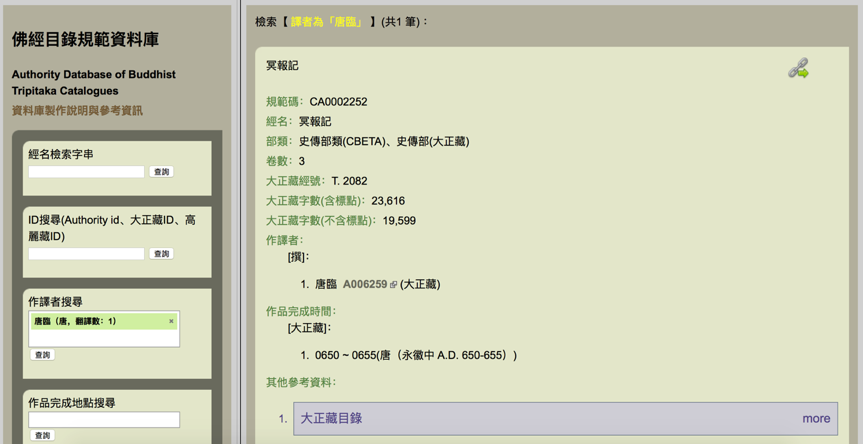 佛經目錄規範資料庫
Authority Database of Buddhist
Tripitaka Catalogues
資料庫製作說明與參考資訊
經名檢索字串
查詢
ID搜尋(Authority id、大正藏ID、高
麗藏ID)
查詢
作譯者搜尋
唐臨（唐，翻譯數：1） ×
查詢
作品完成地點搜尋
查詢
檢索【 譯者為「唐臨」 】(共1 筆)：
冥報記
規範碼：CA0002252
經名：冥報記
部類：史傳部類(CBETA)、史傳部(大正藏)
卷數：3
大正藏經號：T. 2082
大正藏字數(含標點)：23,616
大正藏字數(不含標點)：19,599
作譯者：
[撰]：
1. 唐臨 A006259 (大正藏)
作品完成時間：
[大正藏]：
1. 0650 ~ 0655(唐（永徽中 A.D. 650-655））
其他參考資料：
1. 大正藏目錄 more